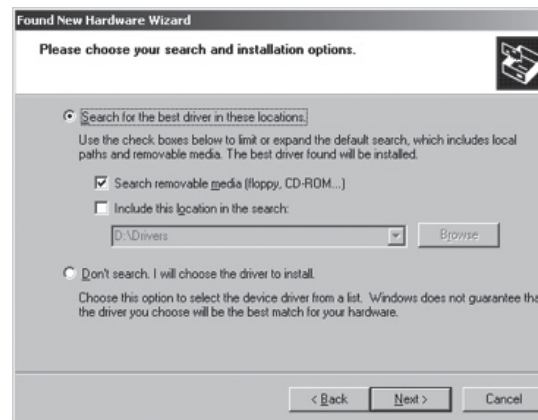 Found New Hardware Wizard
Please choose your search and installation options.
Search for the best driver in these locations.
Use the check boxes below to limit or expand the default search, which includes local
paths and removable media. The best driver found will be installed.
Search removable media (floppy, CD-ROM...)
Include this location in the search:
D:\Drivers
Browse
Don't search. I will choose the driver to install.
Choose this option to select the device driver from a list. Windows does not guarantee tha
the driver you choose will be the best match for your hardware.
< Back
Next >
Cancel